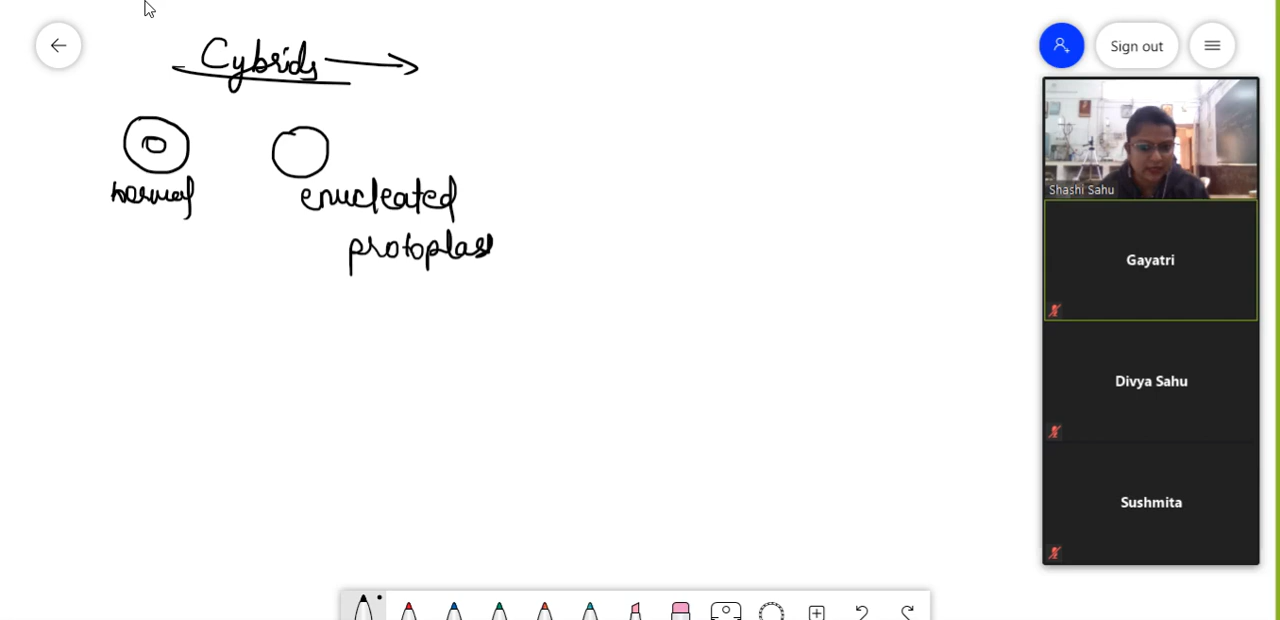 Cybrids
Sign out
normal
enucleated
protoplast
Shashi Sahu
Gayatri
Divya Sahu
Sushmita